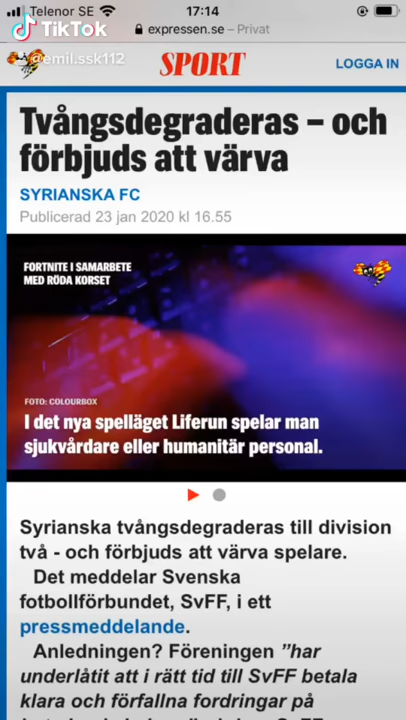 Telenor SE
17:14
TikTok
@emil.ssk112
expressen.se – Privat
SPORT
LOGGA IN
Tvångsdegraderas – och
förbjuds att värva
SYRIANSKA FC
Publicerad 23 jan 2020 kl 16.55
FORTNITE I SAMARBETE
MED RÖDA KORSET
FOTO: COLOURBOX
I det nya spelläget Liferun spelar man
sjukvårdare eller humanitär personal.
Syrianska tvångsdegraderas till division
två - och förbjuds att värva spelare.
Det meddelar Svenska
fotbollförbundet, SvFF, i ett
pressmeddelande.
Anledningen? Föreningen ”har
underlåtit att i rätt tid till SvFF betala
klara och förfallna fordringar på